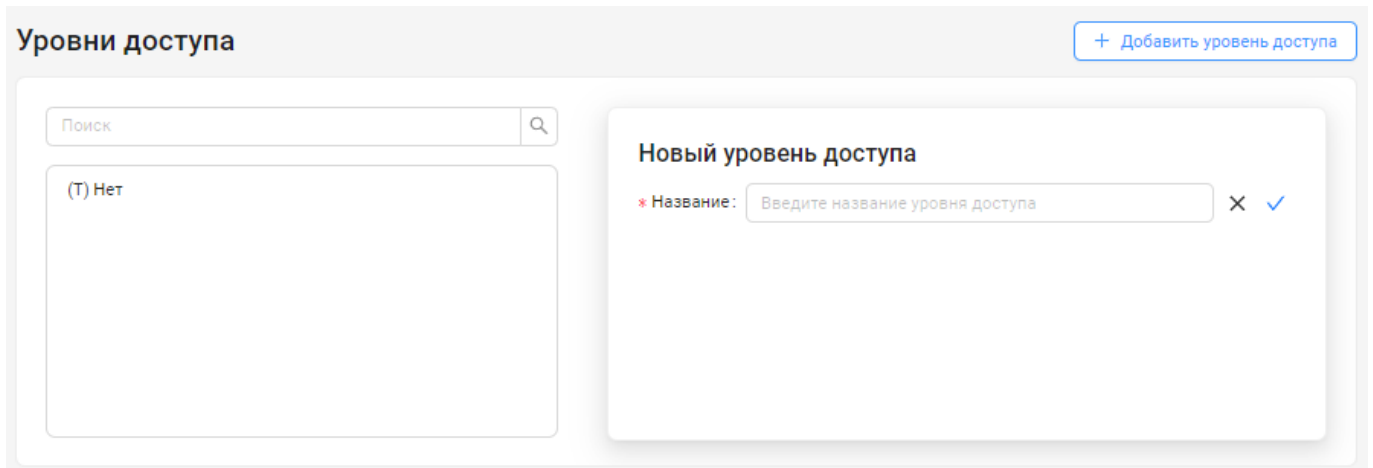 Уровни доступа
+ Добавить уровень доступа
Поиск
(T) Нет
Новый уровень доступа
* Название: Введите название уровня доступа